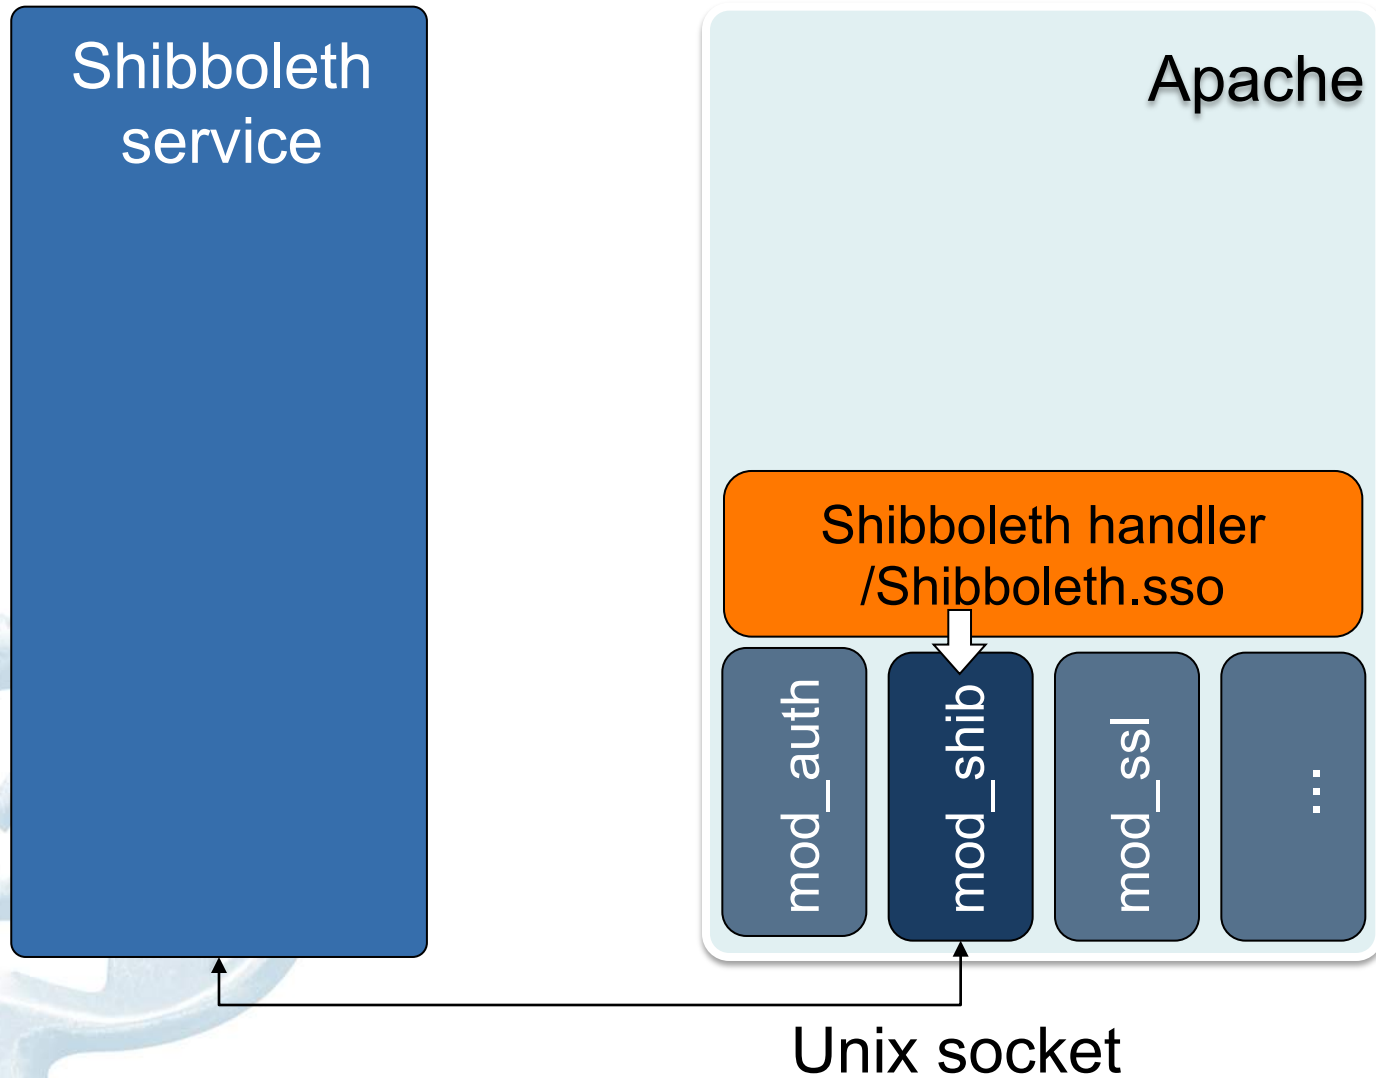 Shibboleth
service
Apache
Shibboleth handler
/Shibboleth.sso
mod_auth
mod_shib
mod_ssl
...
Unix socket